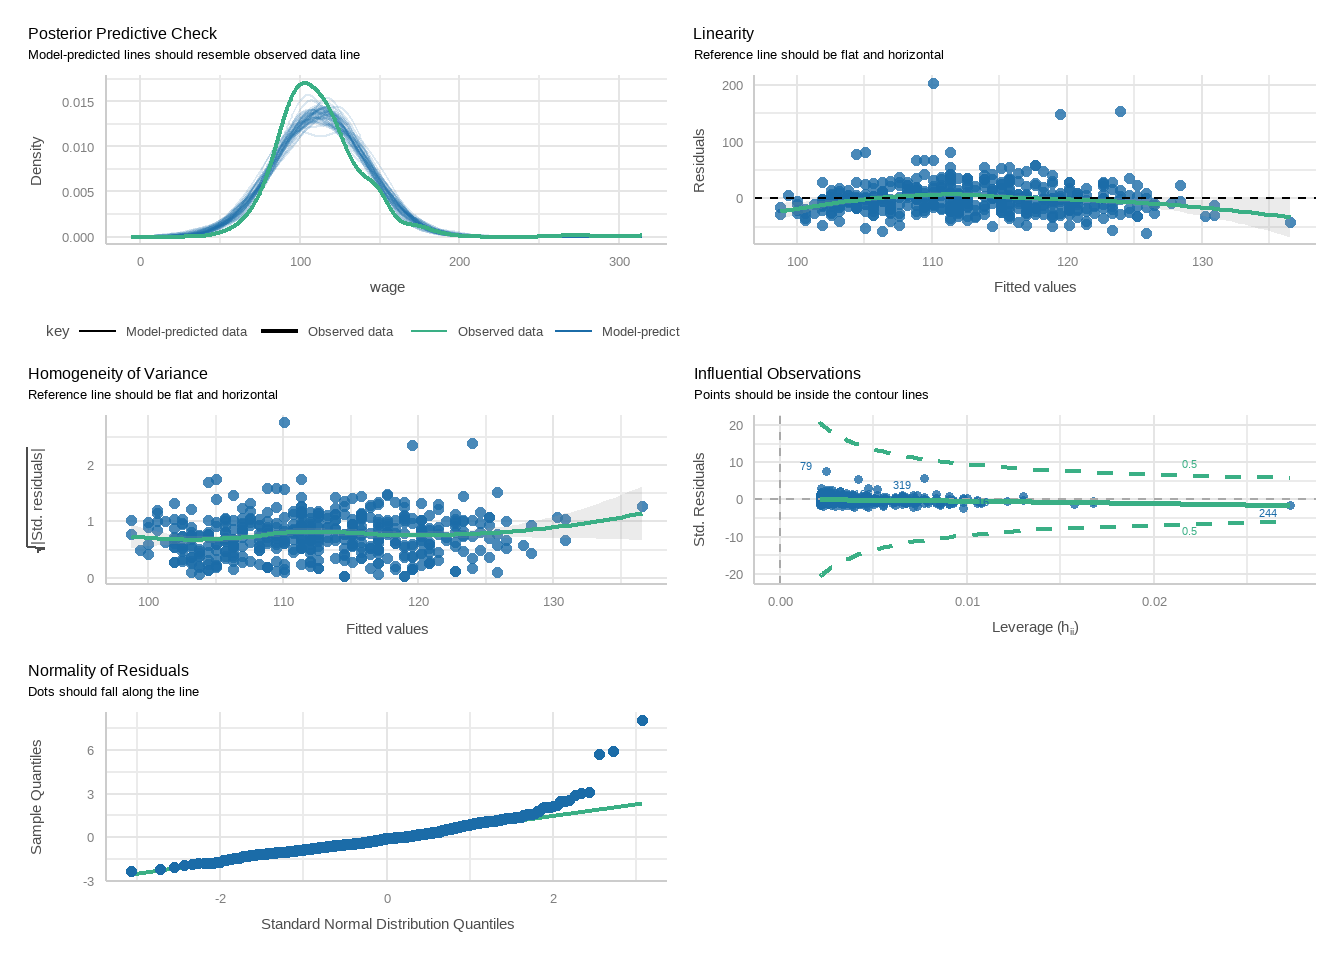 Posterior Predictive Check
Model-predicted lines should resemble observed data line
Density
0.015
0.010
0.005
0.000
0
100
200
300
wage
key
Model-predicted data
Observed data
Observed data
Model-predict
Linearity
Reference line should be flat and horizontal
Residuals
200
100
0
100
110
120
130
Fitted values
Homogeneity of Variance
Reference line should be flat and horizontal
√|Std. residuals|
2
1
0
100
110
120
130
Fitted values
Influential Observations
Points should be inside the contour lines
Std. Residuals
20
10
0
-10
-20
79
319
244
0.5
0.5
0.00
0.01
0.02
Leverage (hii)
Normality of Residuals
Dots should fall along the line
Sample Quantiles
6
3
0
-3
-2
0
2
Standard Normal Distribution Quantiles